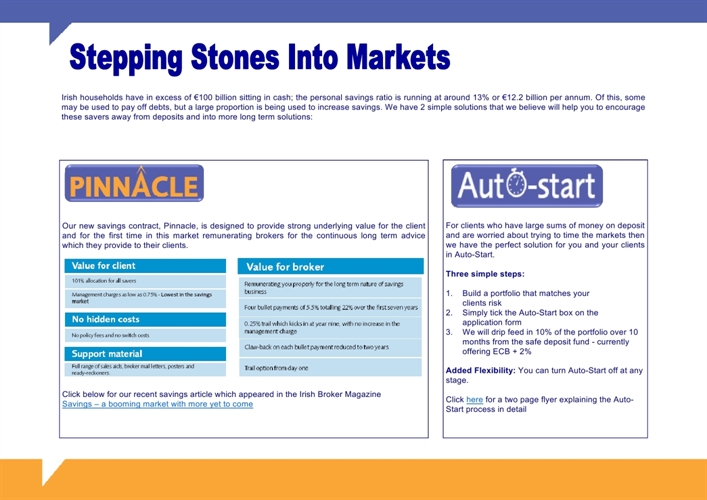 Stepping Stones Into Markets
Irish households have in excess of €100 billion sitting in cash; the personal savings ratio is running at around 13% or €12.2 billion per annum. Of this, some
may be used to pay off debts, but a large proportion is being used to increase savings. We have 2 simple solutions that we believe will help you to encourage
these savers away from deposits and into more long term solutions:
PINNACLE
Our new savings contract, Pinnacle, is designed to provide strong underlying value for the client
and for the first time in this market remunerating brokers for the continuous long term advice
which they provide to their clients.
Value for client
101% allocation for all savers
Management charges as low as 0.75% - Lowest in the savings
market
No hidden costs
No policy fees and no switch costs
Support material
Full range of sales aids, broker mail letters, posters and
ready-reckoners
Value for broker
Remunerating you properly for the long term nature of savings
business
Four bullet payments of 5.5% totalling 22% over the first seven years
0.25% trail which kicks in at year nine; with no increase in the
management charge
Claw-back on each bullet payment reduced to two years
Trail option from day one
Click below for our recent savings article which appeared in the Irish Broker Magazine
Savings – a booming market with more yet to come
Auto-start
For clients who have large sums of money on deposit
and are worried about trying to time the markets then
we have the perfect solution for you and your clients
in Auto-Start.
Three simple steps:
1. Build a portfolio that matches your
clients risk
2. Simply tick the Auto-Start box on the
application form
3. We will drip feed in 10% of the portfolio over 10
months from the safe deposit fund - currently
offering ECB + 2%
Added Flexibility: You can turn Auto-Start off at any
stage.
Click here for a two page flyer explaining the Auto-
Start process in detail